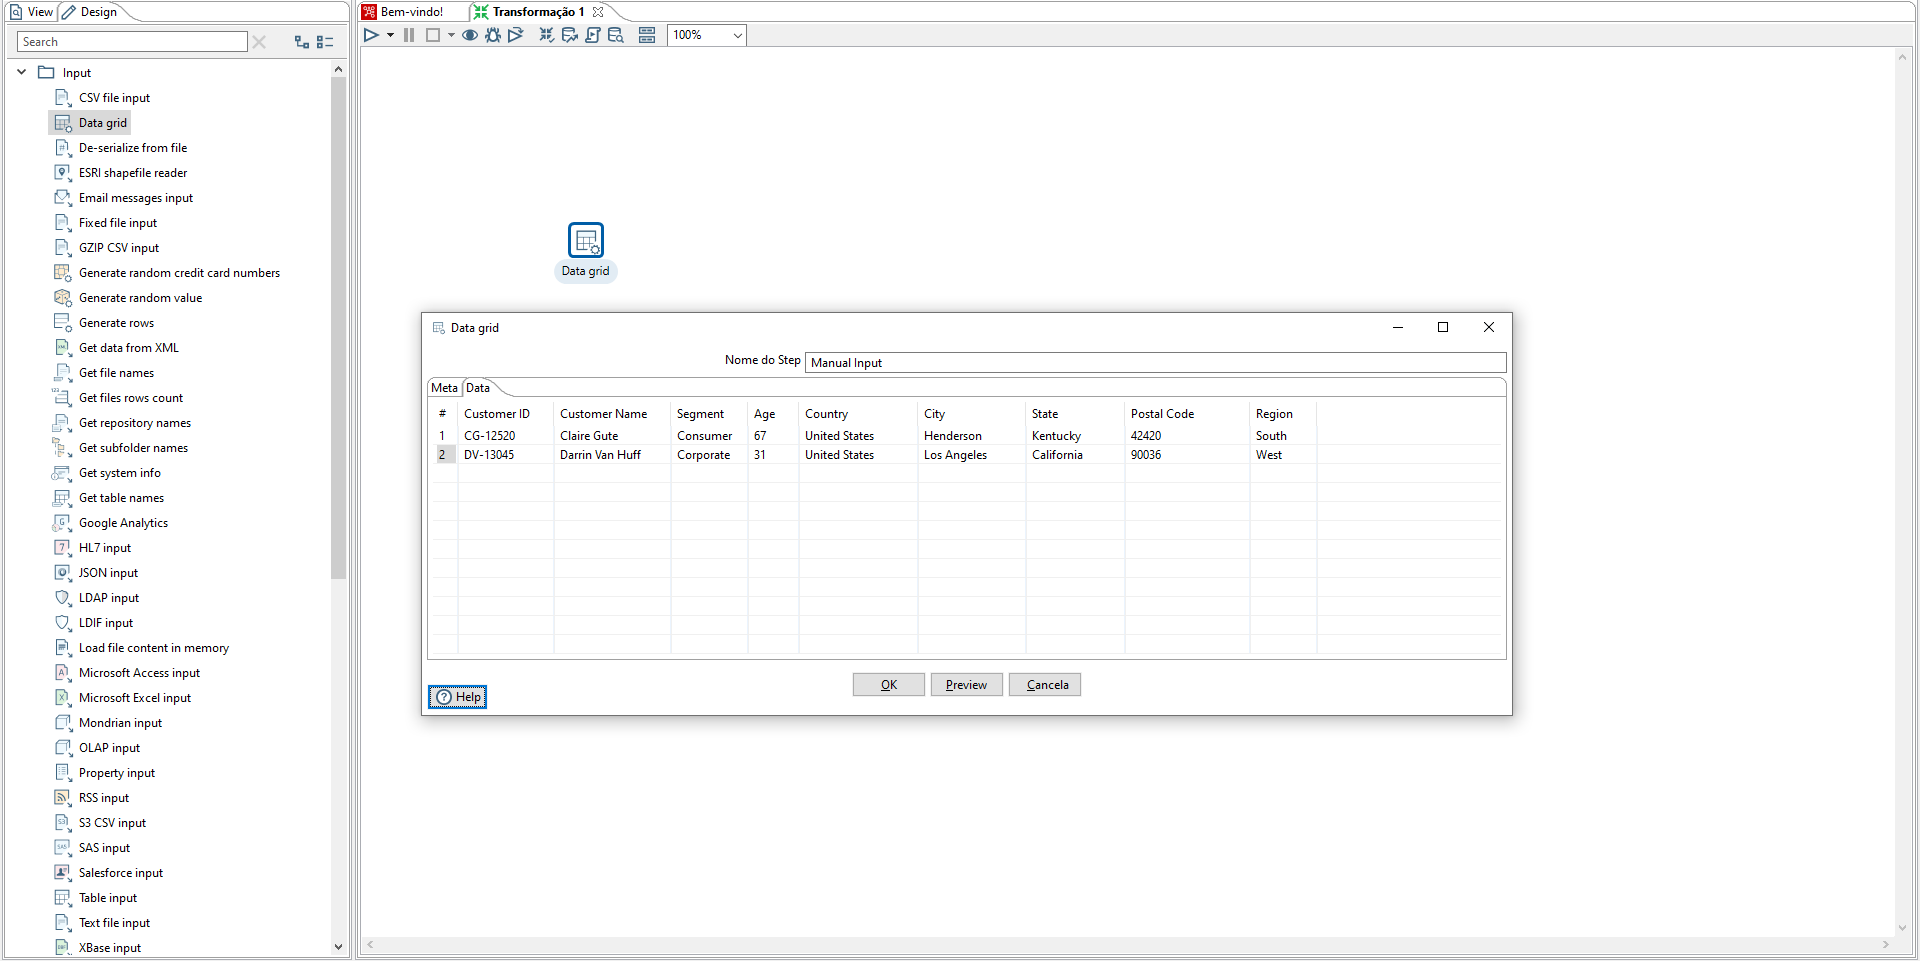 View
Design
Bem-vindo!
Transformação 1
Search
100%
Input
CSV file input
Data grid
De-serialize from file
ESRI shapefile reader
Email messages input
Fixed file input
GZIP CSV input
Generate random credit card numbers
Generate random value
Generate rows
Get data from XML
Get file names
Get files rows count
Get repository names
Get subfolder names
Get system info
Get table names
Google Analytics
HL7 input
JSON input
LDAP input
LDIF input
Load file content in memory
Microsoft Access input
Microsoft Excel input
Mondrian input
OLAP input
Property input
RSS input
S3 CSV input
SAS input
Salesforce input
Table input
Text file input
XBase input
Data grid
Data grid
Nome do Step Manual Input
Meta Data
# Customer ID Customer Name Segment Age Country City State Postal Code Region
1 CG-12520 Claire Gute Consumer 67 United States Henderson Kentucky 42420 South
2 DV-13045 Darrin Van Huff Corporate 31 United States Los Angeles California 90036 West
OK Preview Cancela
Help